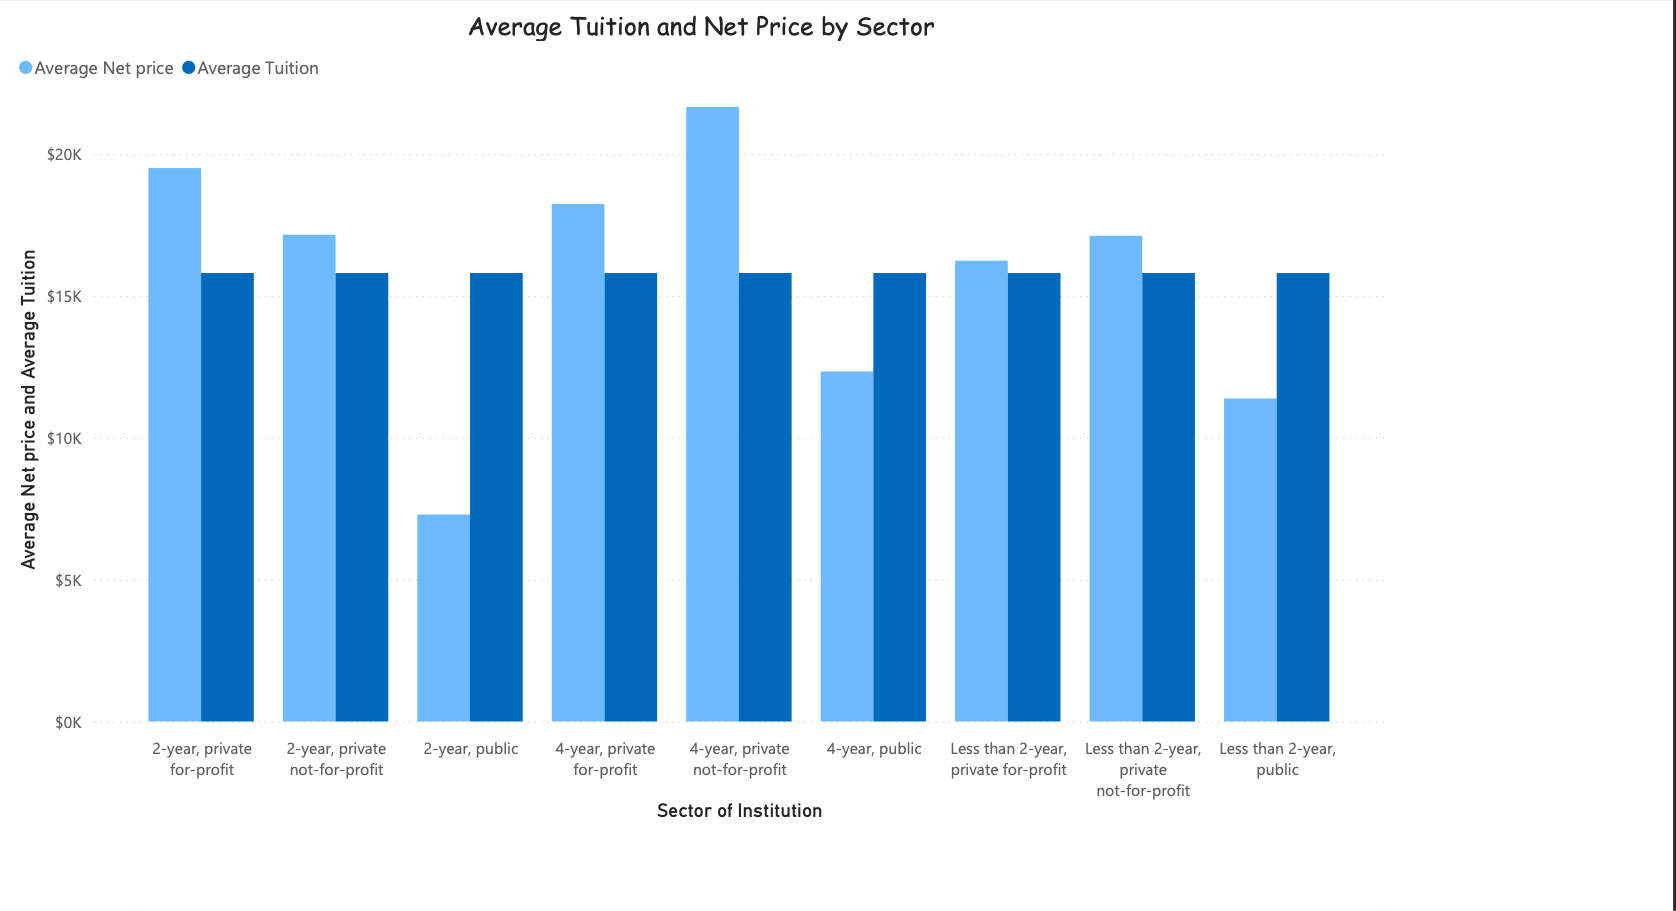 Average Tuition and Net Price by Sector
Average Net price Average Tuition
Average Net price and Average Tuition
$20K
$15K
$10K
$5K
$0K
2-year, private
for-profit
2-year, private
not-for-profit
2-year, public
4-year, private
for-profit
4-year, private
not-for-profit
4-year, public
Less than 2-year,
private for-profit
Less than 2-year,
private
not-for-profit
Less than 2-year,
public
Sector of Institution